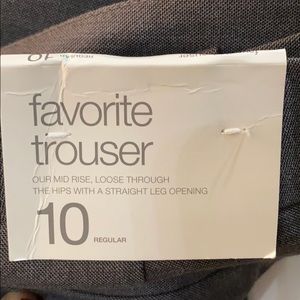 favorite
trouser
OUR MID RISE, LOOSE THROUGH
THE HIPS WITH A STRAIGHT LEG OPENING
10 REGULAR